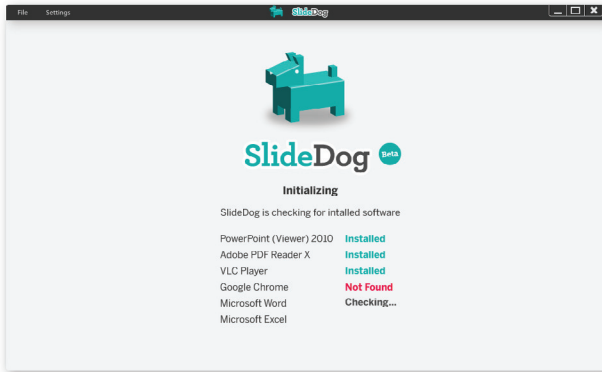 File Settings SlideDog
SlideDog Beta
Initializing
SlideDog is checking for intalled software
PowerPoint (Viewer) 2010 Installed
Adobe PDF Reader X Installed
VLC Player Installed
Google Chrome Not Found
Microsoft Word Checking...
Microsoft Excel